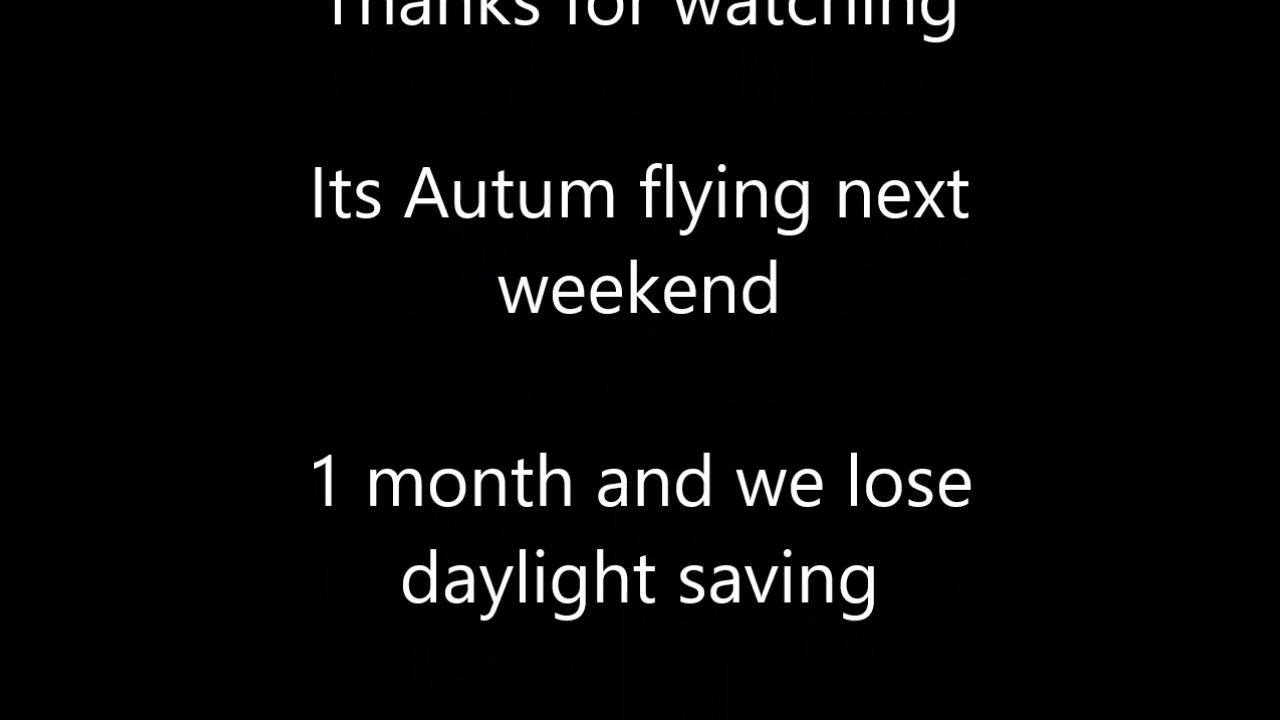 Thanks for watching
Its Autum flying next
weekend
1 month and we lose
daylight saving